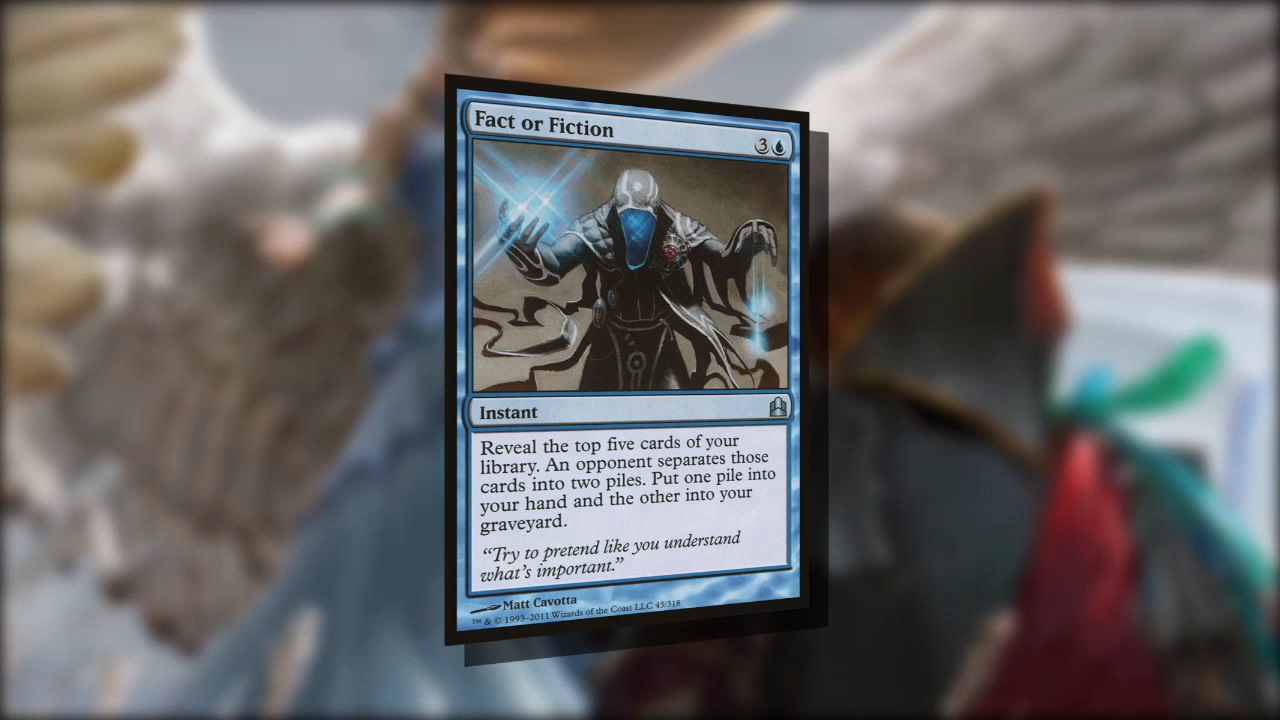 Fact or Fiction
3
Instant
Reveal the top five cards of your
library. An opponent separates those
cards into two piles. Put one pile into
your hand and the other into your
graveyard.
“Try to pretend like you understand
what’s important.”
Matt Cavotta
™ & © 1993–2011 Wizards of the Coast LLC 45/318